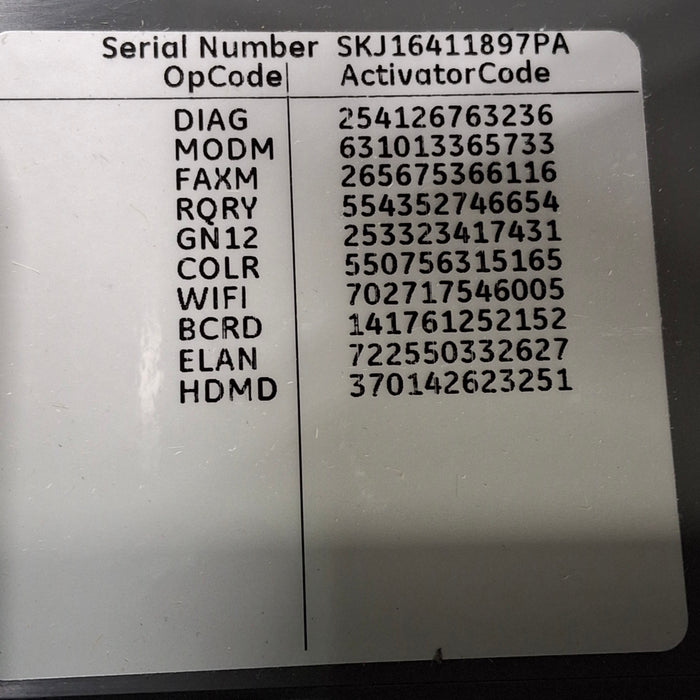 Serial Number SKJ16411897PA
OpCode ActivatorCode
DIAG 254126763236
MODM 631013365733
FAXM 265675366116
RQRY 554352746654
GN12 253323417431
COLR 550756315165
WIFI 702717546005
BCRD 141761252152
ELAN 722550332627
HDMD 370142623251